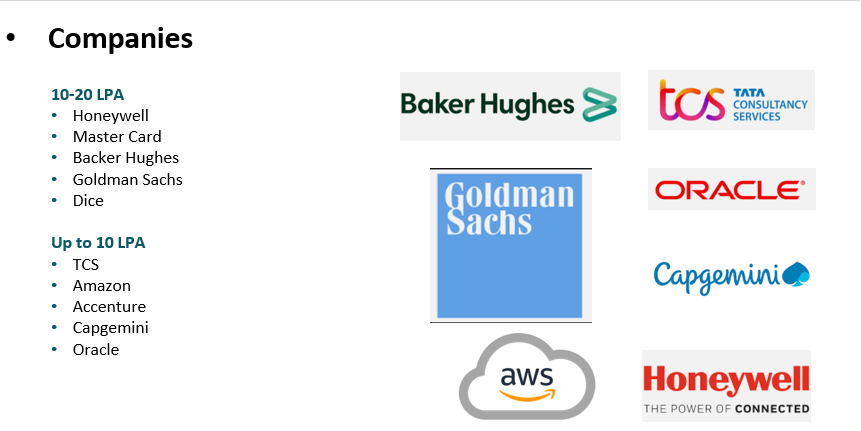 Companies
10-20 LPA
Honeywell
Master Card
Backer Hughes
Goldman Sachs
Dice
Up to 10 LPA
TCS
Amazon
Accenture
Capgemini
Oracle
Baker Hughes
tcs TATA
CONSULTANCY
SERVICES
Goldman
Sachs
ORACLE®
Capgemini
aws
Honeywell
THE POWER OF CONNECTED